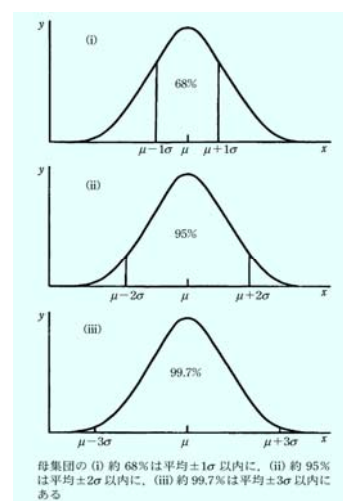 y
(i)
68%
μ−1σ μ μ+1σ x
y
(ii)
95%
μ−2σ μ μ+2σ x
y
(iii)
99.7%
μ−3σ μ μ+3σ x
母集団の (i) 約 68%は平均±1σ 以内に, (ii) 約 95%
は平均±2σ 以内に, (iii) 約 99.7%は平均±3σ 以内に
ある